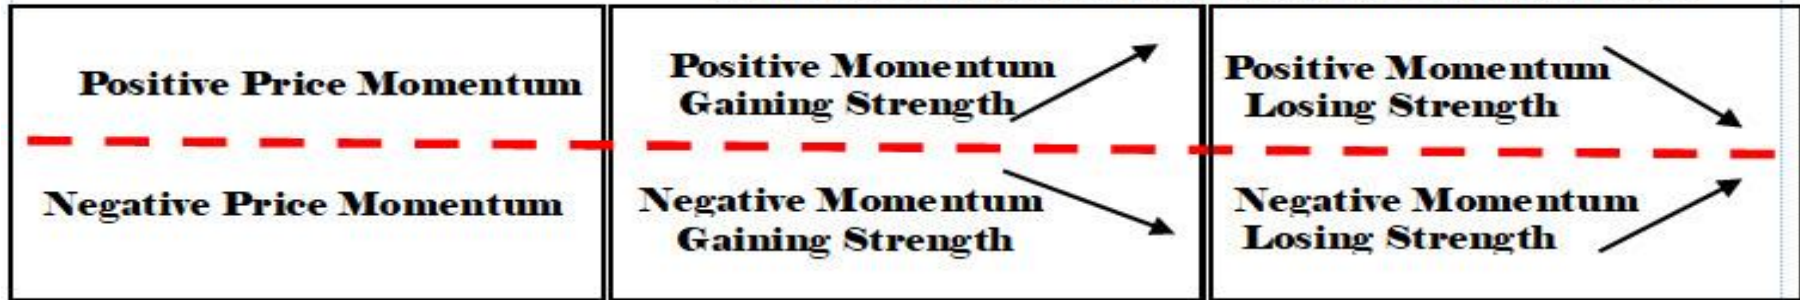 Positive Price Momentum
Negative Price Momentum
Positive Momentum
Gaining Strength
Negative Momentum
Gaining Strength
Positive Momentum
Losing Strength
Negative Momentum
Losing Strength